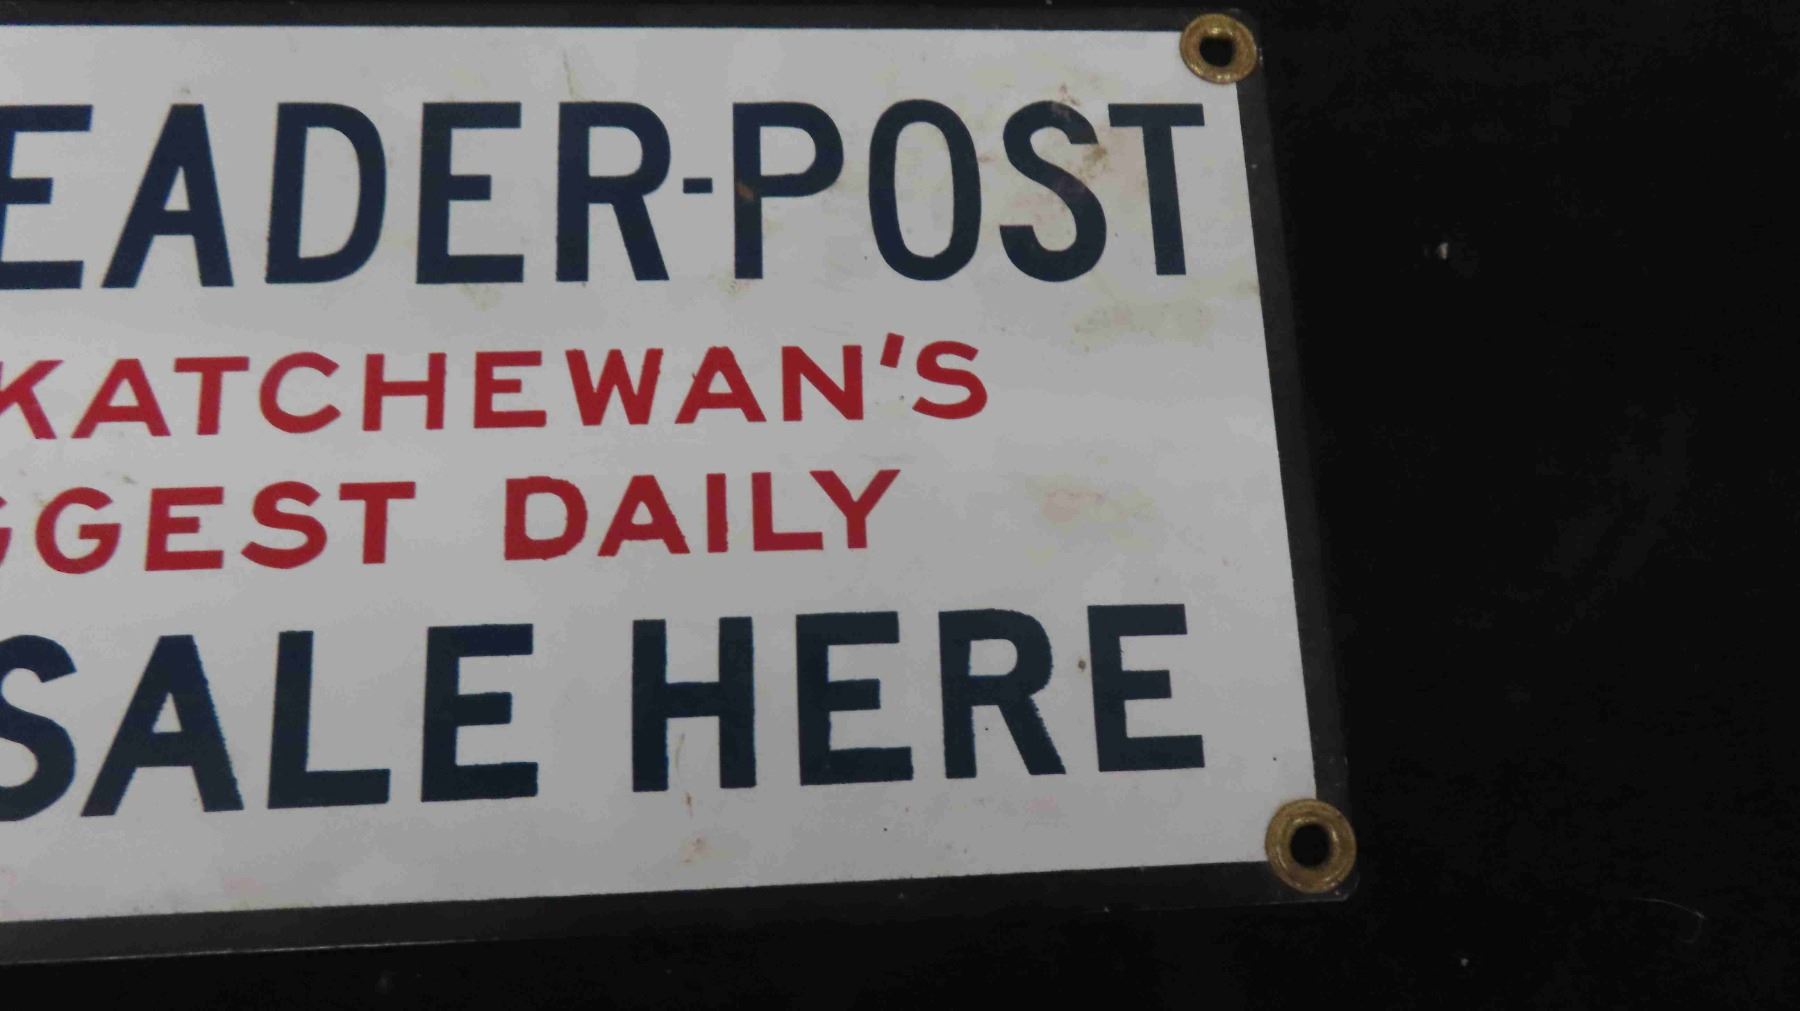 EADER-POST
KATCHEWAN'S
GGEST DAILY
SALE HERE